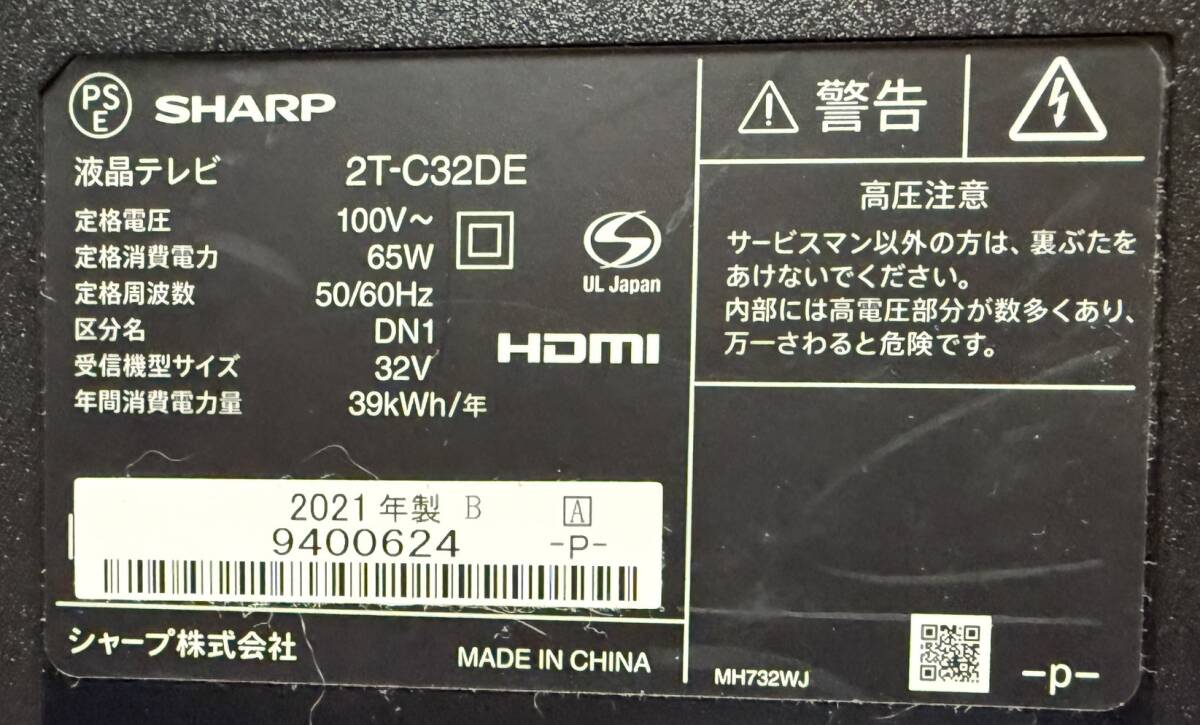 PSE SHARP
液晶テレビ 2T-C32DE
定格電圧 100V～
定格消費電力 65W
定格周波数 50/60Hz
区分名 DN1
受信機型サイズ 32V
年間消費電力量 39kWh/年
S
UL Japan
HDMI
2021年製 B A
9400624 -P-
シャープ株式会社 MADE IN CHINA
警告
高圧注意
サービスマン以外の方は、裏ぶたを
あけないでください。
内部には高電圧部分が数多くあり、
万一さわると危険です。
MH732WJ
-p-